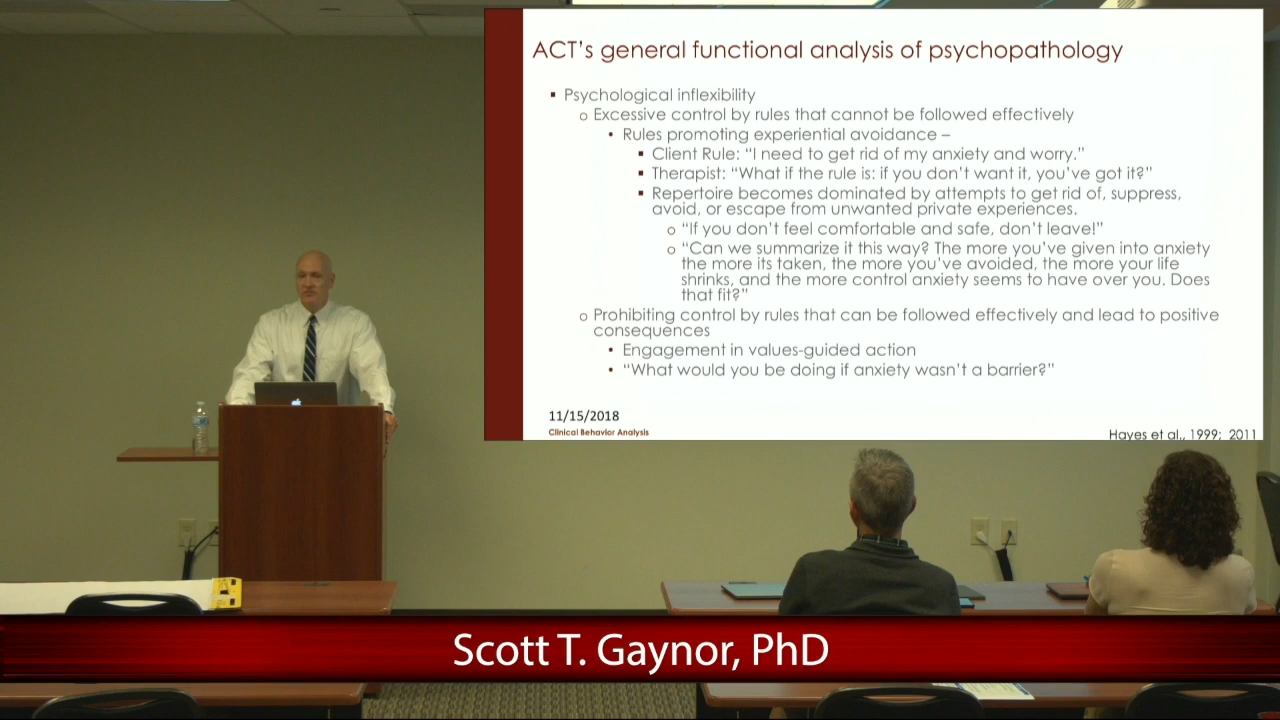 ACT's general functional analysis of psychopathology
▪ Psychological inflexibility
o Excessive control by rules that cannot be followed effectively
• Rules promoting experiential avoidance –
▪ Client Rule: “I need to get rid of my anxiety and worry.”
▪ Therapist: “What if the rule is: if you don't want it, you've got it?”
▪ Repertoire becomes dominated by attempts to get rid of, suppress,
avoid, or escape from unwanted private experiences.
o “If you don't feel comfortable and safe, don't leave!”
o “Can we summarize it this way? The more you've given into anxiety
the more its taken, the more you've avoided, the more your life
shrinks, and the more control anxiety seems to have over you. Does
that fit?”
o Prohibiting control by rules that can be followed effectively and lead to positive
consequences
• Engagement in values-guided action
• “What would you be doing if anxiety wasn't a barrier?”
11/15/2018
Clinical Behavior Analysis
Hayes et al., 1999; 2011
Scott T. Gaynor, PhD